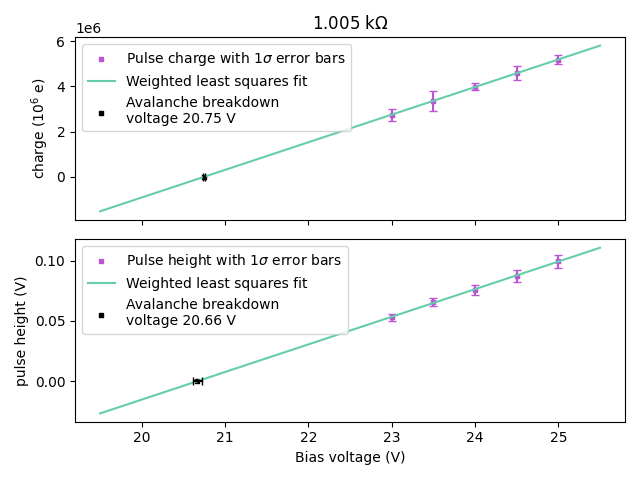 1.005 kΩ
1e6
6
4
2
0
charge (10⁶ e)
Pulse charge with 1σ error bars
Weighted least squares fit
Avalanche breakdown
voltage 20.75 V
0.10
0.05
0.00
pulse height (V)
Pulse height with 1σ error bars
Weighted least squares fit
Avalanche breakdown
voltage 20.66 V
20 21 22 23 24 25
Bias voltage (V)